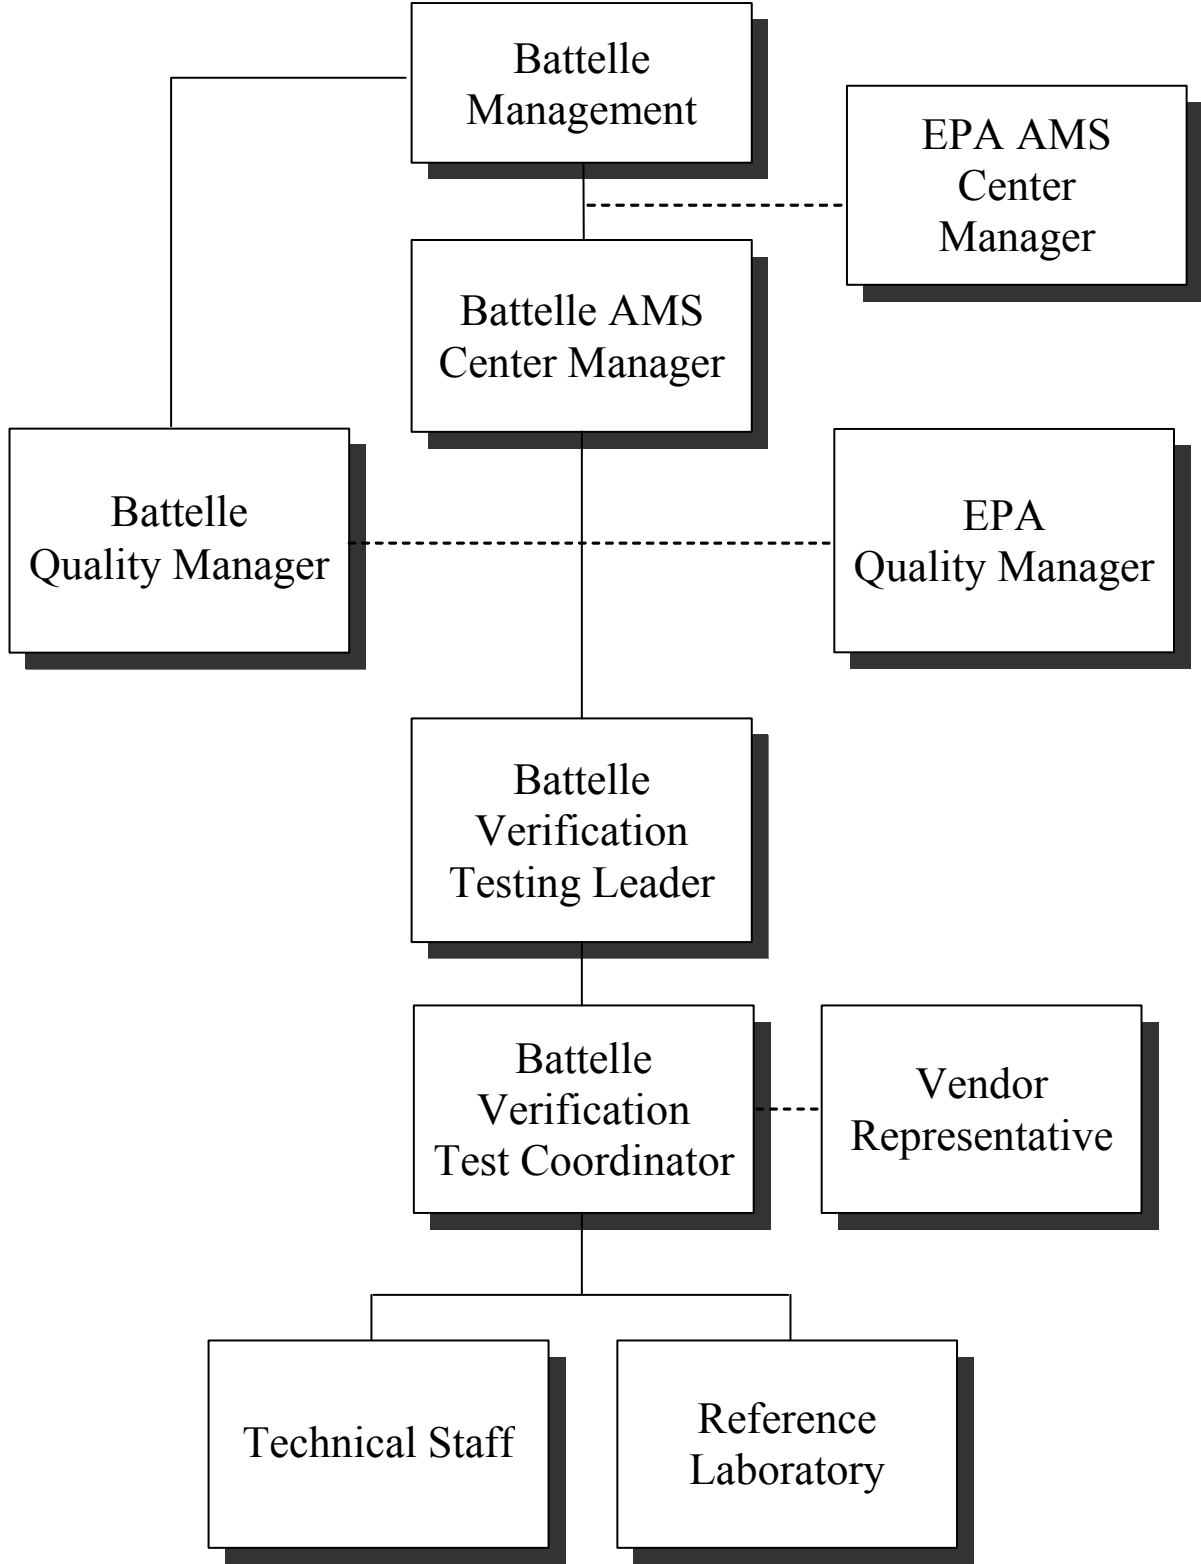 Battelle
Management
EPA AMS
Center
Manager
Battelle AMS
Center Manager
Battelle
Quality Manager
EPA
Quality Manager
Battelle
Verification
Testing Leader
Battelle
Verification
Test Coordinator
Vendor
Representative
Technical Staff
Reference
Laboratory